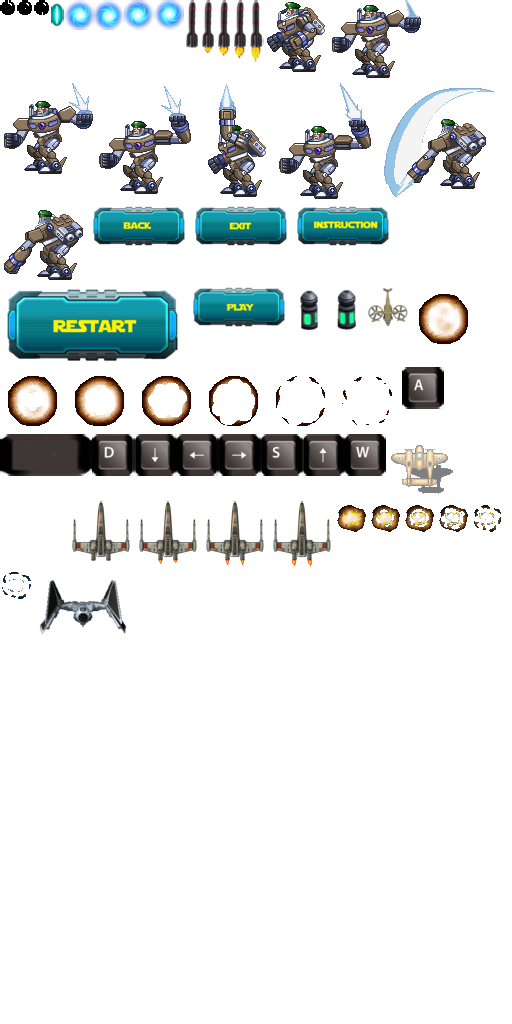 BACK
EXIT
INSTRUCTION
RESTART
PLAY
A
D
↓
←
→
S
↑
W